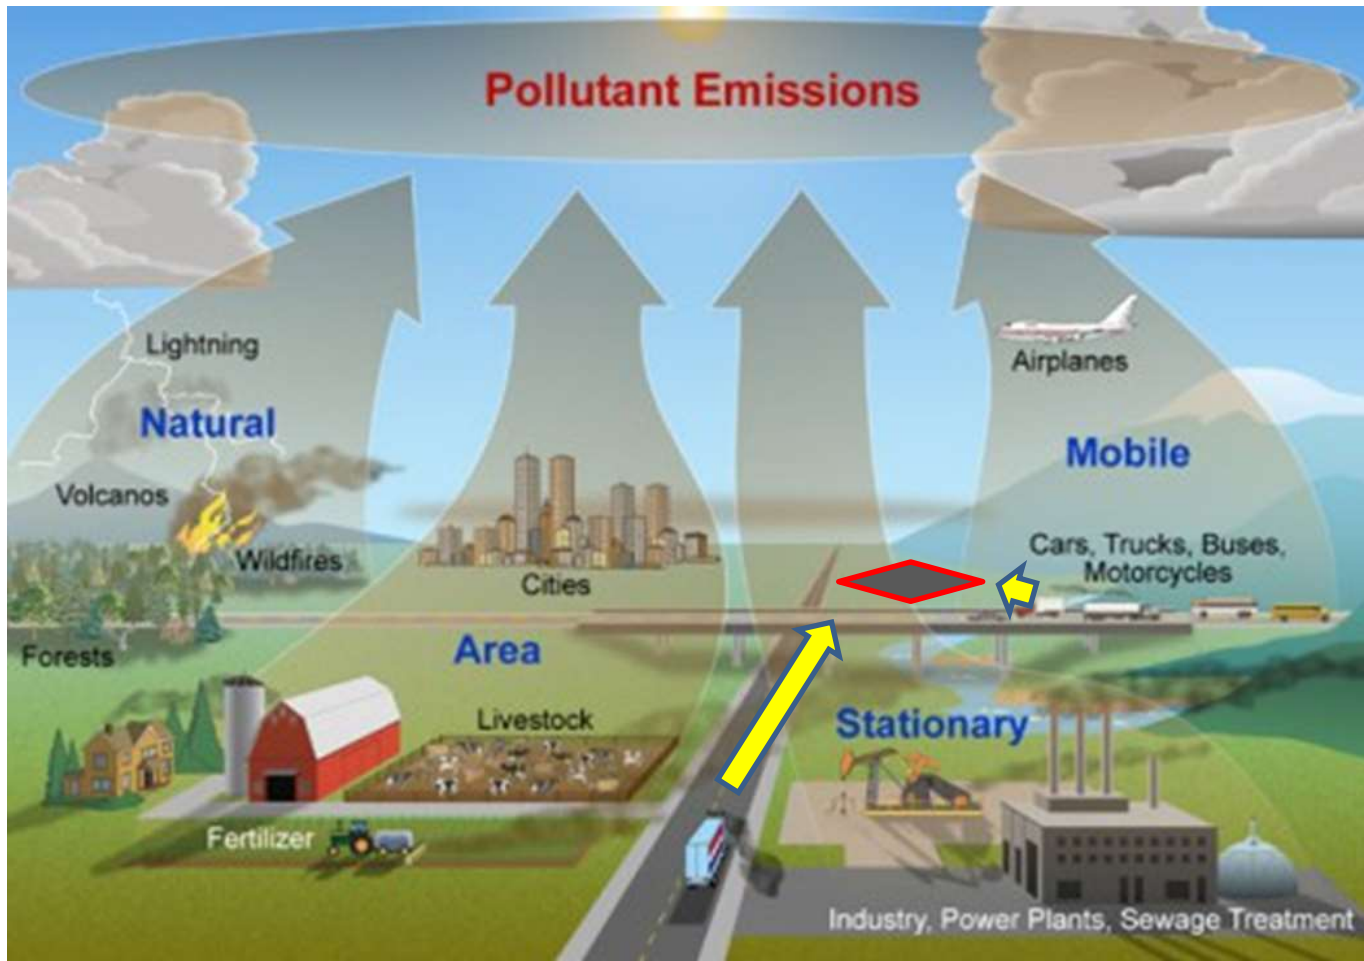 Pollutant Emissions
Lightning
Natural
Volcanos
Wildfires
Forests
Cities
Area
Livestock
Fertilizer
Airplanes
Mobile
Cars, Trucks, Buses,
Motorcycles
Stationary
Industry, Power Plants, Sewage Treatment